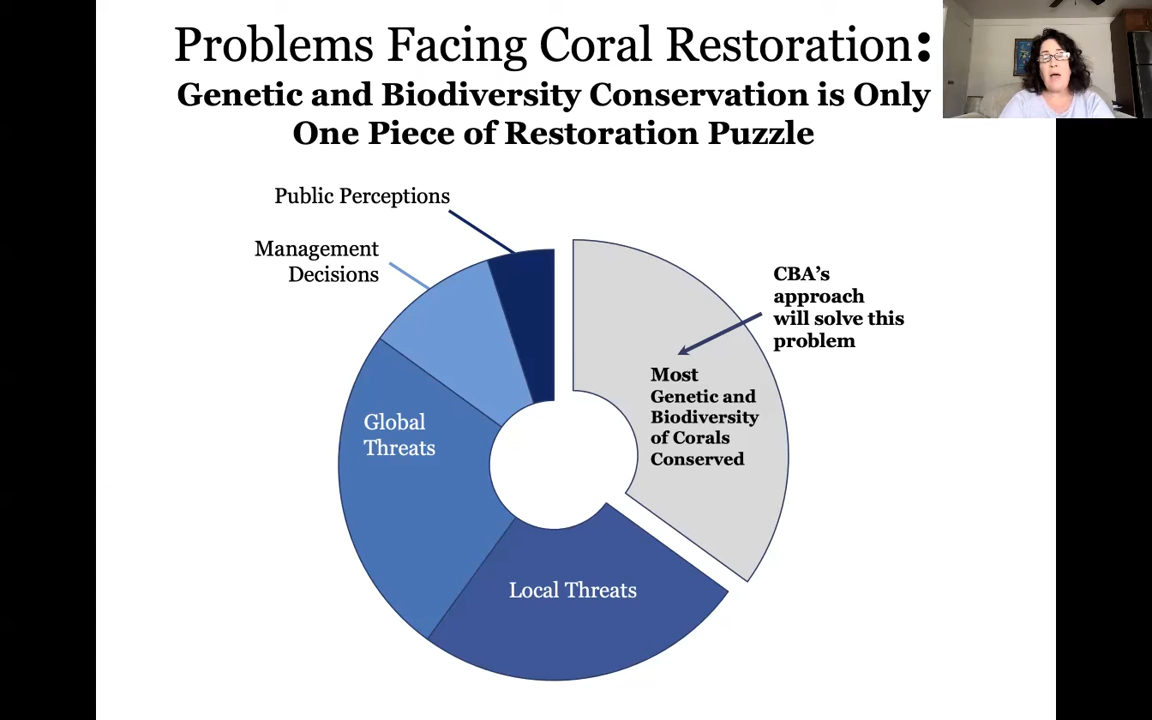 Problems Facing Coral Restoration:
Genetic and Biodiversity Conservation is Only
One Piece of Restoration Puzzle
Public Perceptions
Management
Decisions
CBA’s
approach
will solve this
problem
Most
Genetic and
Biodiversity
of Corals
Conserved
Global
Threats
Local Threats